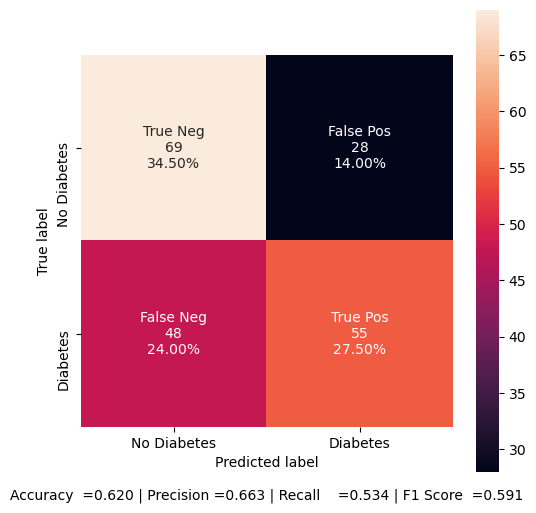 True Neg
69
34.50%
False Pos
28
14.00%
False Neg
48
24.00%
True Pos
55
27.50%
True label
No Diabetes
Diabetes
No Diabetes
Diabetes
Predicted label
65
60
55
50
45
40
35
30
Accuracy =0.620 | Precision =0.663 | Recall =0.534 | F1 Score =0.591